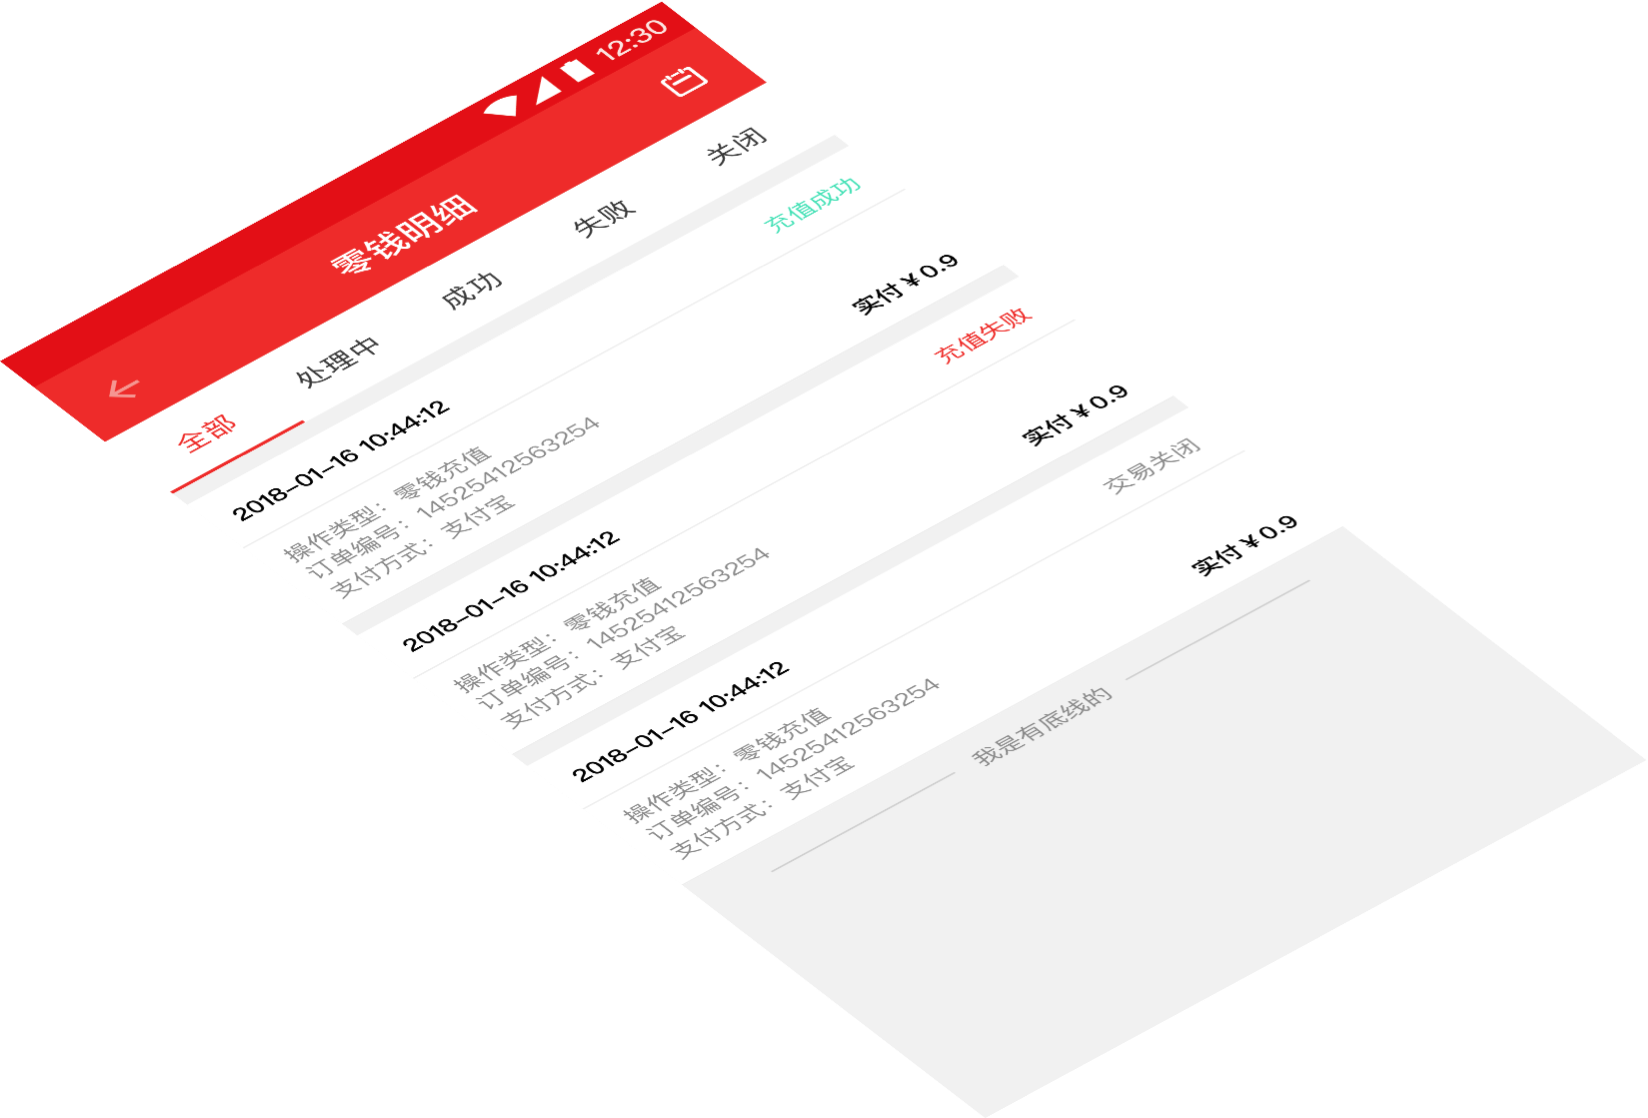 12:30
零钱明细
全部 处理中 成功 失败 关闭
2018-01-16 10:44:12 充值成功
操作类型：零钱充值
订单编号：14525412563254
支付方式：支付宝 实付￥0.9
2018-01-16 10:44:12 充值失败
操作类型：零钱充值
订单编号：14525412563254
支付方式：支付宝 实付￥0.9
2018-01-16 10:44:12 交易关闭
操作类型：零钱充值
订单编号：14525412563254
支付方式：支付宝 实付￥0.9
我是有底线的